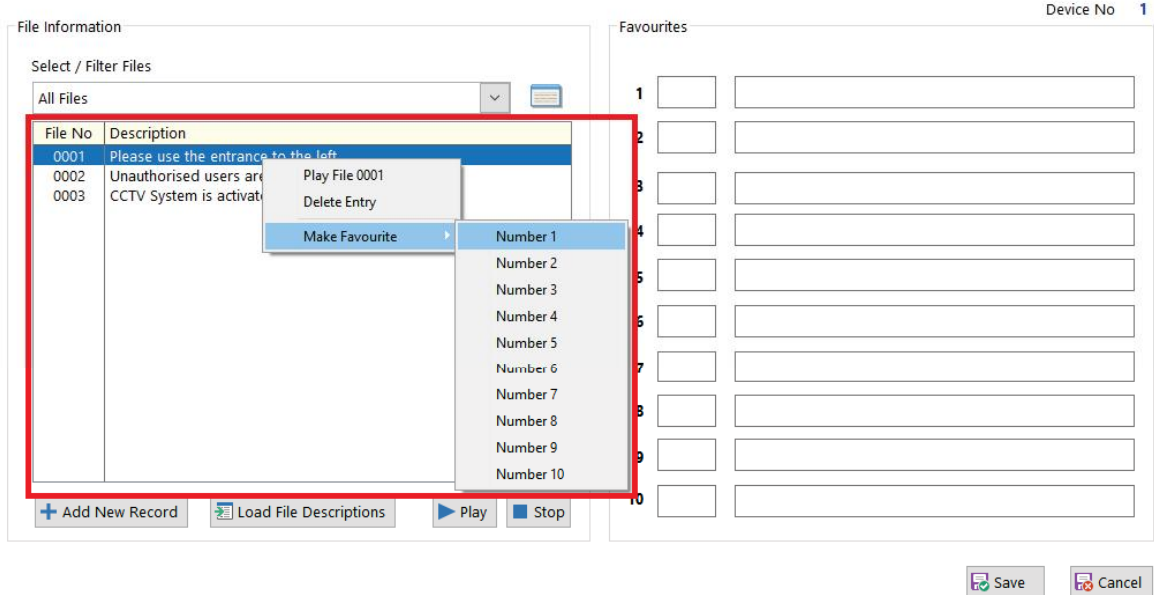 Device No 1
File Information
Select / Filter Files
All Files
File No Description
0001 Please use the entrance to the left
0002 Unauthorised users are
0003 CCTV System is
Play File 0001
Delete Entry
Make Favourite
Number 1
Number 2
Number 3
Number 4
Number 5
Number 6
Number 7
Number 8
Number 9
Number 10
Add New Record
Load File Descriptions
Play
Stop
Favourites
1
2
3
4
5
6
7
8
9
10
Save
Cancel